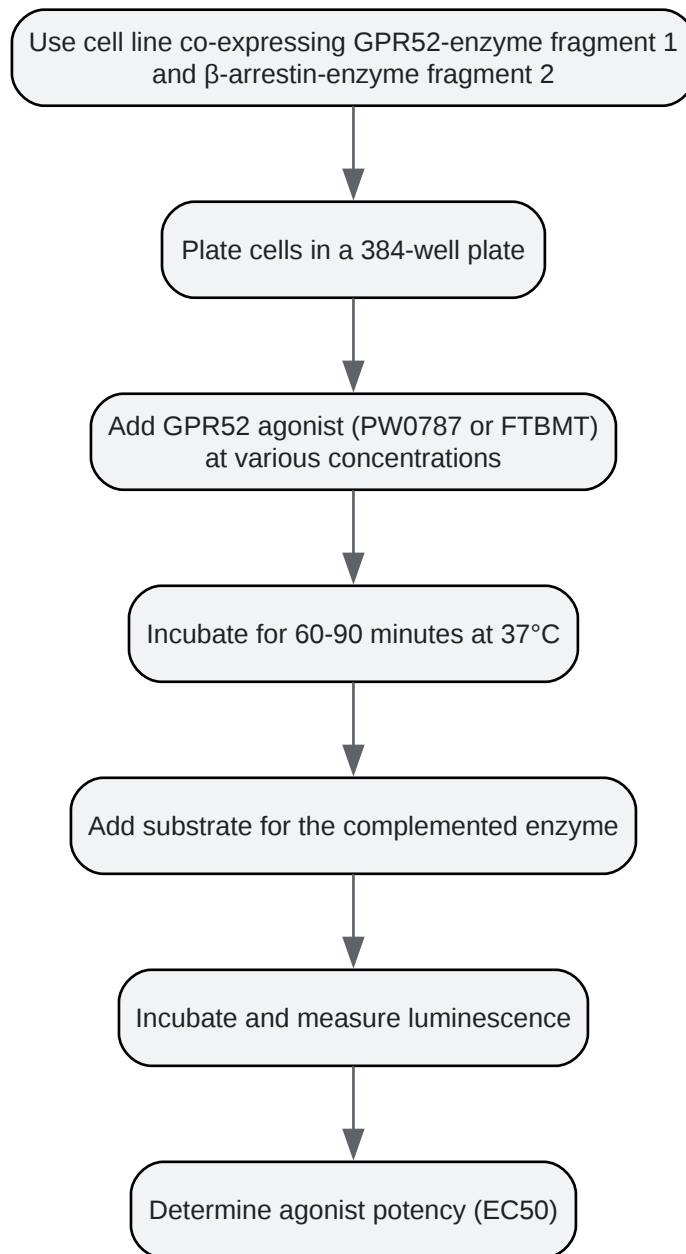 Use cell line co-expressing GPR52-enzyme fragment 1
and β-arrestin-enzyme fragment 2
Plate cells in a 384-well plate
Add GPR52 agonist (PW0787 or FTBMT)
at various concentrations
Incubate for 60-90 minutes at 37°C
Add substrate for the complemented enzyme
Incubate and measure luminescence
Determine agonist potency (EC50)